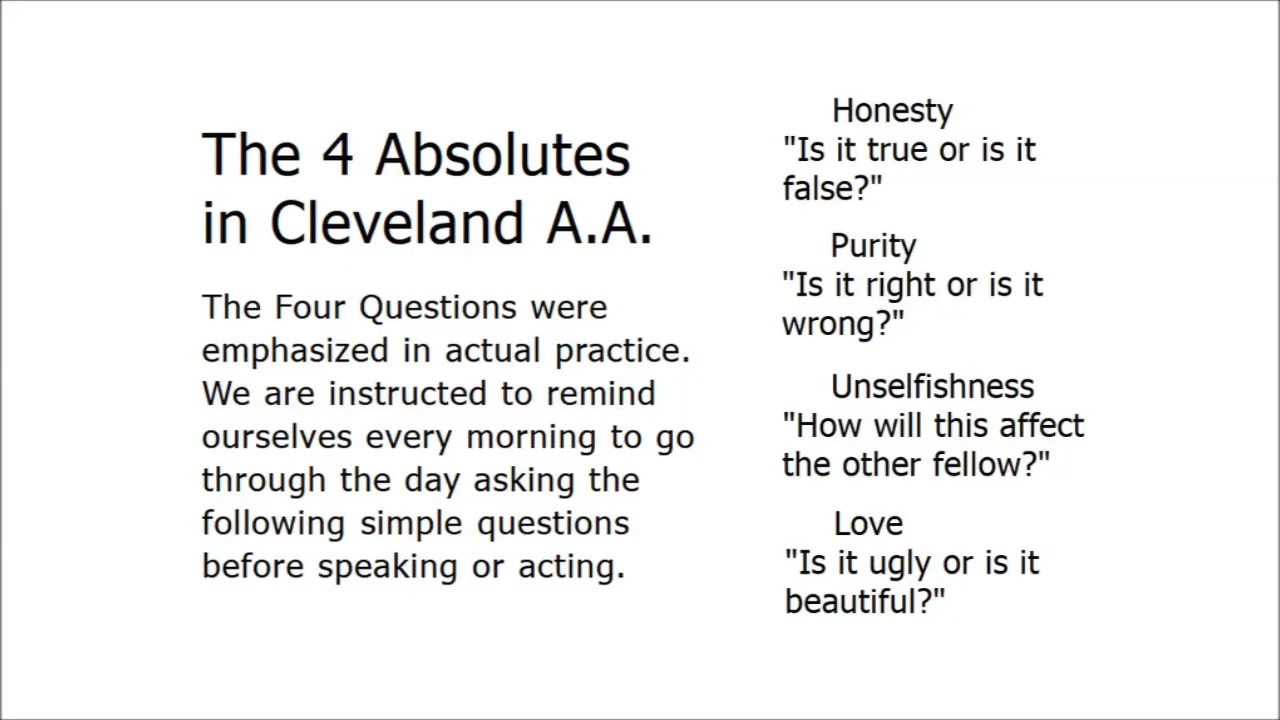 The 4 Absolutes
in Cleveland A.A.
The Four Questions were
emphasized in actual practice.
We are instructed to remind
ourselves every morning to go
through the day asking the
following simple questions
before speaking or acting.
Honesty
"Is it true or is it
false?"
Purity
"Is it right or is it
wrong?"
Unselfishness
"How will this affect
the other fellow?"
Love
"Is it ugly or is it
beautiful?"